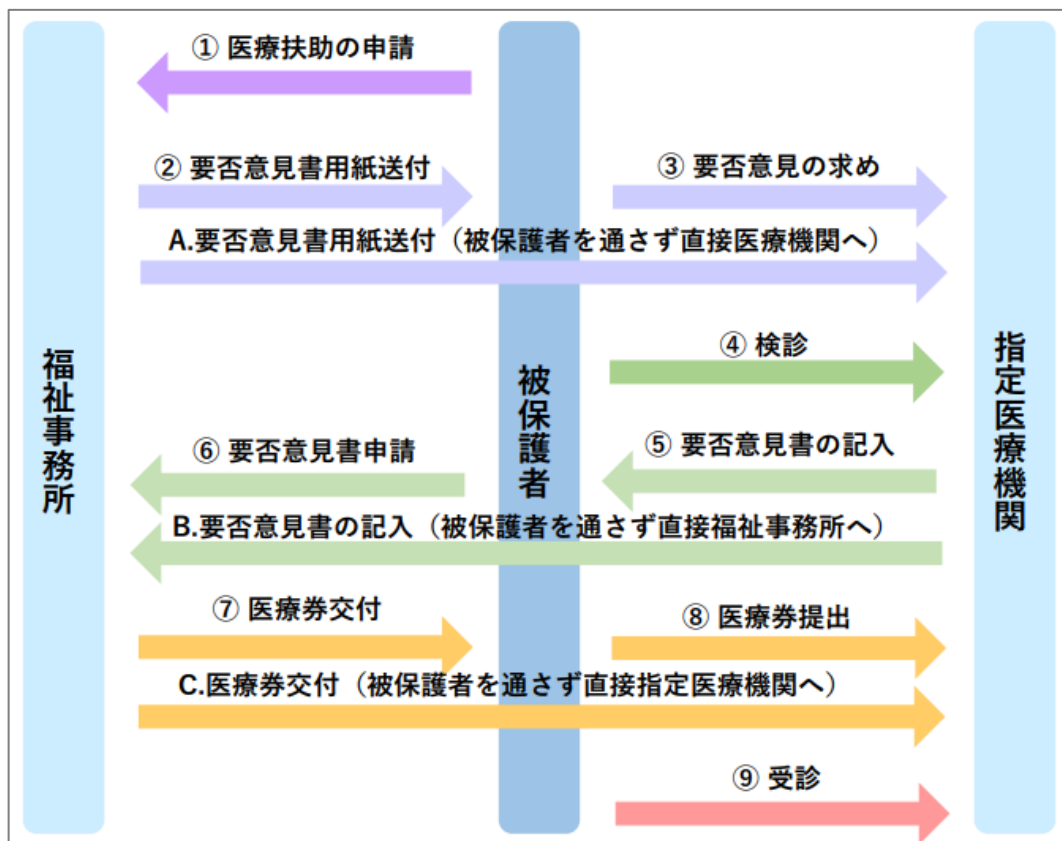 ① 医療扶助の申請
② 要否意見書用紙送付
③ 要否意見の求め
A.要否意見書用紙送付（被保護者を通さず直接医療機関へ）
④ 検診
福祉事務所
被保護者
指定医療機関
⑤ 要否意見書の記入
⑥ 要否意見書申請
B.要否意見書の記入（被保護者を通さず直接福祉事務所へ）
⑦ 医療券交付
⑧ 医療券提出
C.医療券交付（被保護者を通さず直接指定医療機関へ）
⑨ 受診